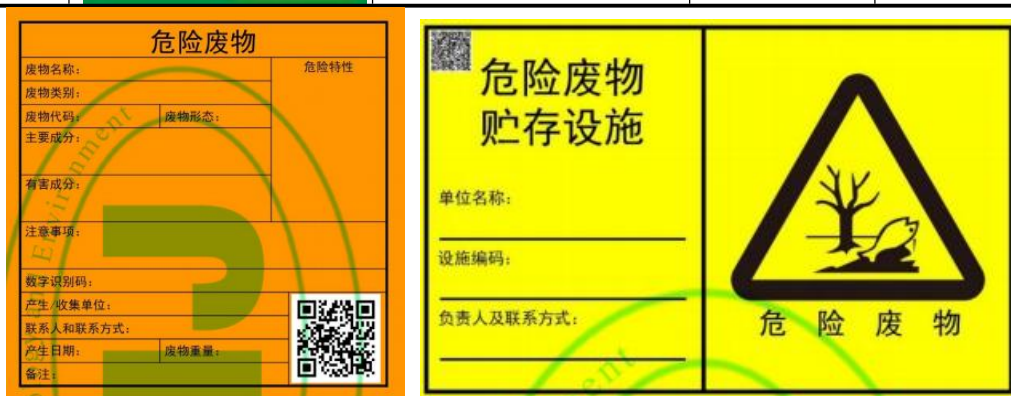 危险废物
废物名称：
危险特性
废物类别：
废物代码：
废物形态：
主要成分：
有害成分：
注意事项：
数字识别码：
产生/收集单位：
联系人和联系方式：
产生日期：
废物重量：
备注：
危险废物
贮存设施
单位名称：
设施编码：
负责人及联系方式：
危险废物